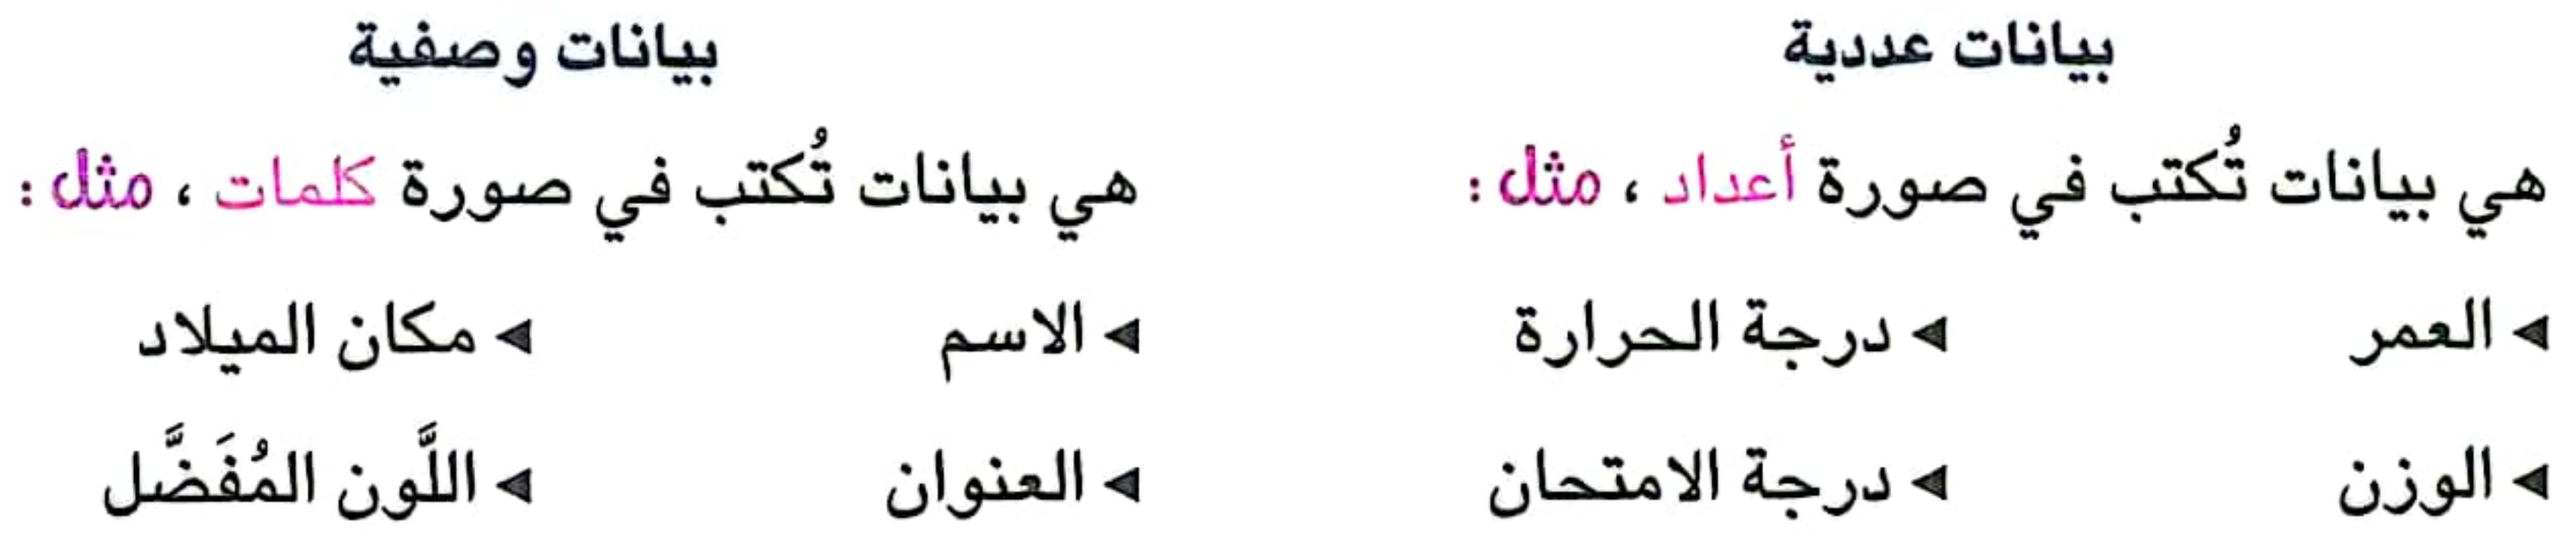 بيانات عددية
هي بيانات تُكتب في صورة أعداد ، مثل :
◄ العمر ◄ درجة الحرارة
◄ الوزن ◄ درجة الامتحان
بيانات وصفية
هي بيانات تُكتب في صورة كلمات ، مثل :
◄ الاسم ◄ مكان الميلاد
◄ العنوان ◄ اللَّون المُفَضَّل